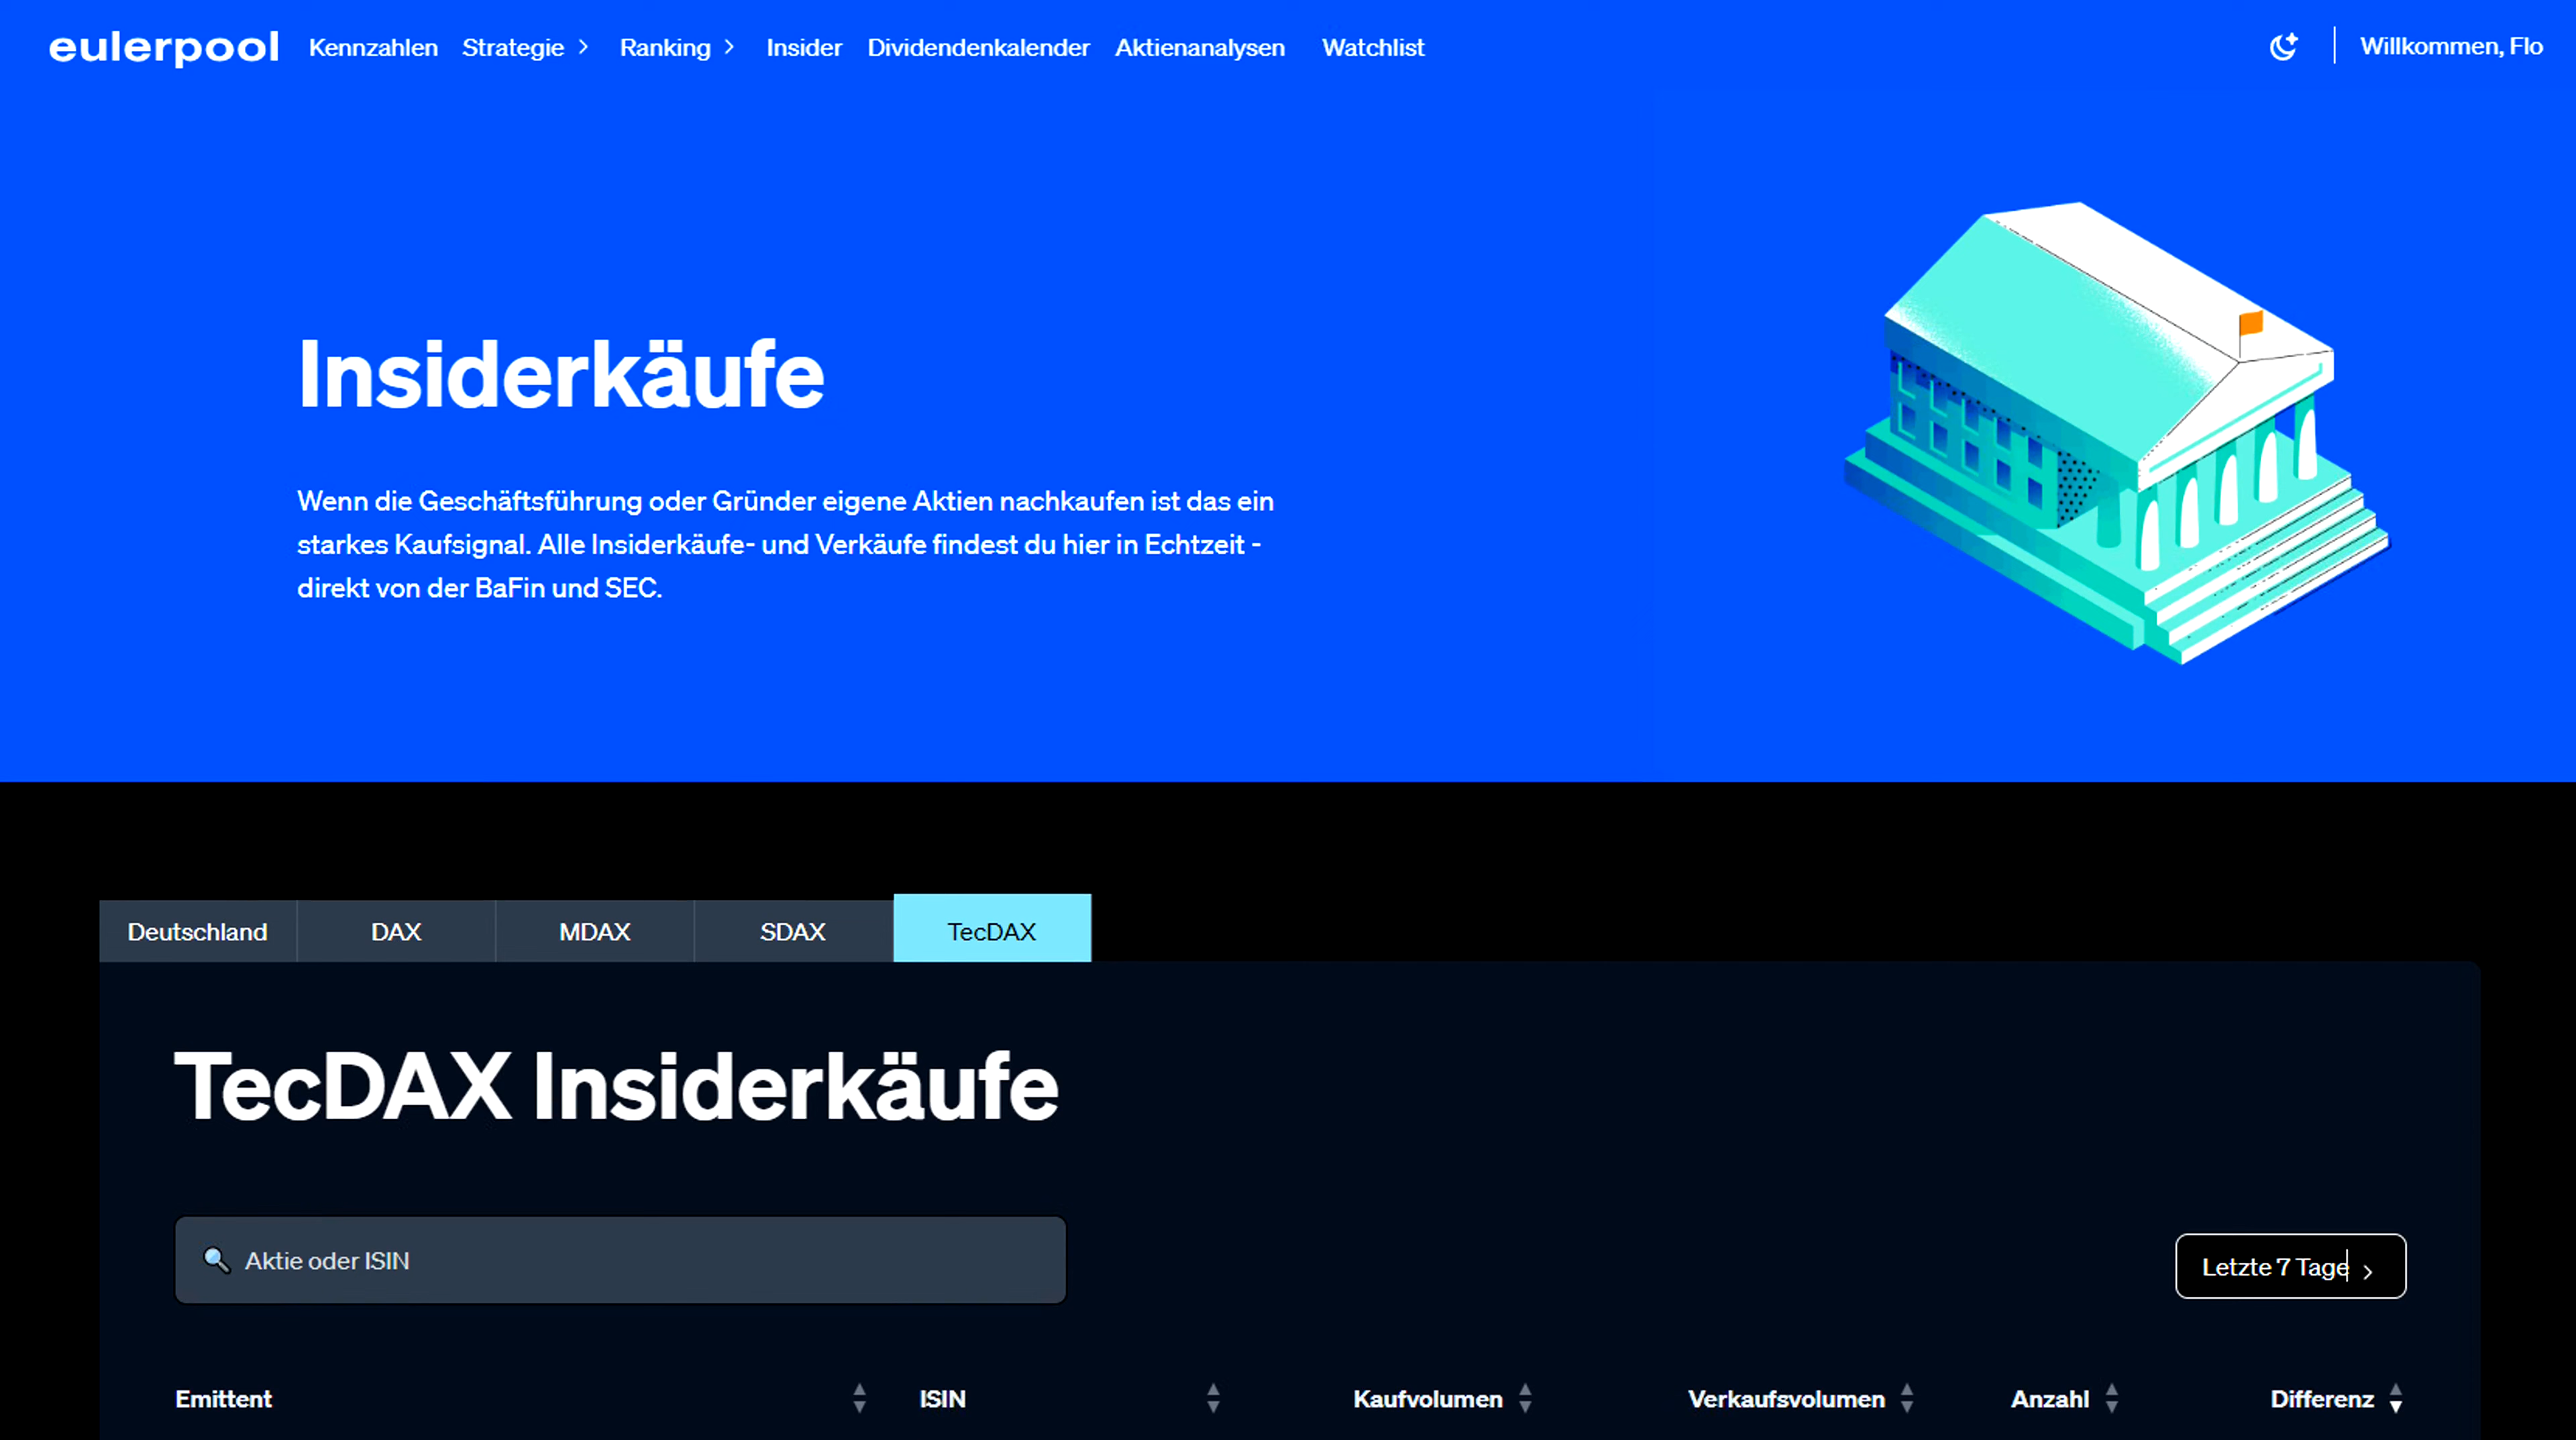 eulerpool Kennzahlen Strategie Ranking Insider Dividendenkalender Aktienanalysen Watchlist Willkommen, Flo
Insiderkäufe
Wenn die Geschäftsführung oder Gründer eigene Aktien nachkaufen ist das ein
starkes Kaufsignal. Alle Insiderkäufe- und Verkäufe findest du hier in Echtzeit -
direkt von der BaFin und SEC.
Deutschland DAX MDAX SDAX TecDAX
TecDAX Insiderkäufe
Aktie oder ISIN
Letzte 7 Tage
Emittent ISIN Kaufvolumen Verkaufsvolumen Anzahl Differenz